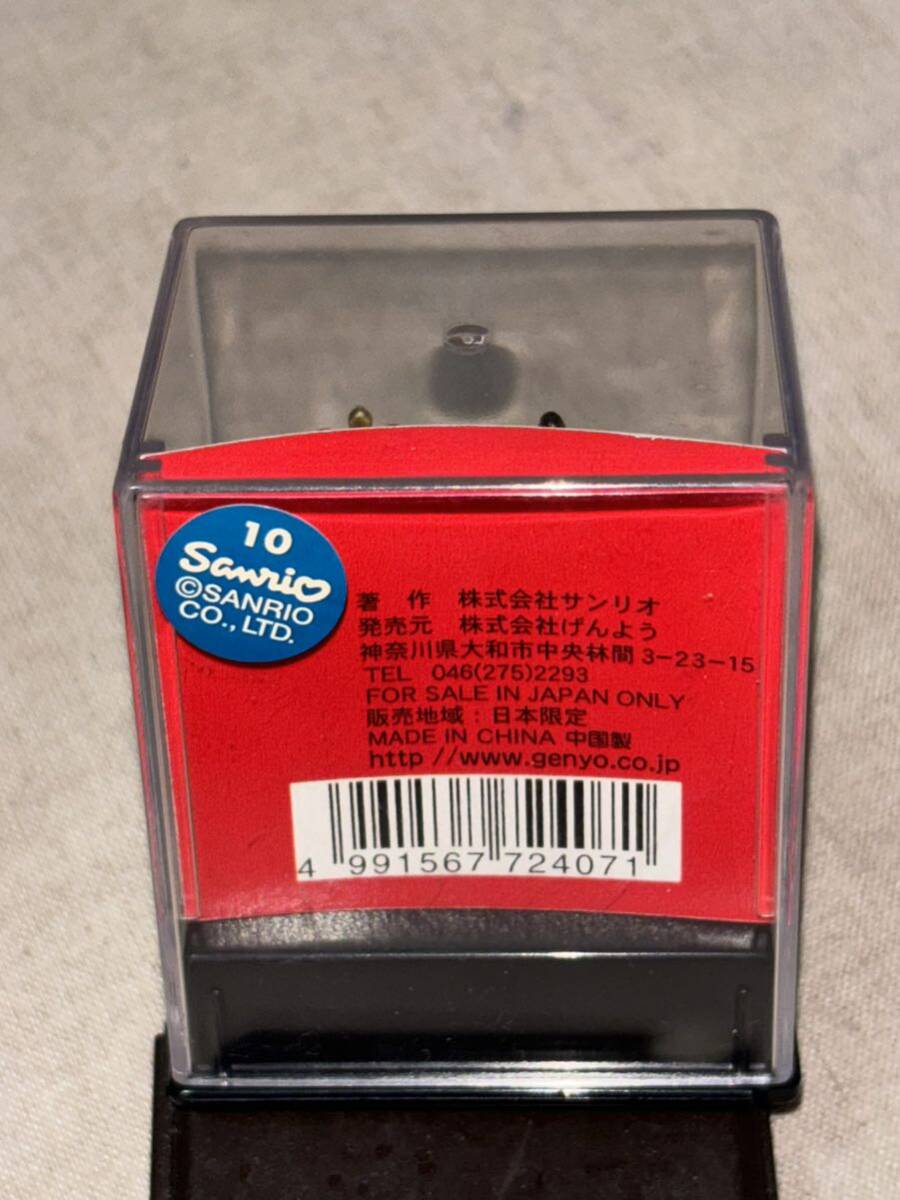 10
Sanrio
©SANRIO
CO., LTD.
著 作 株式会社サンリオ
発売元 株式会社げんよう
神奈川県大和市中央林間3-23-15
TEL 046(275)2293
FOR SALE IN JAPAN ONLY
販売地域:日本限定
MADE IN CHINA 中国製
http //www.genyo.co.jp
4 991567 724071